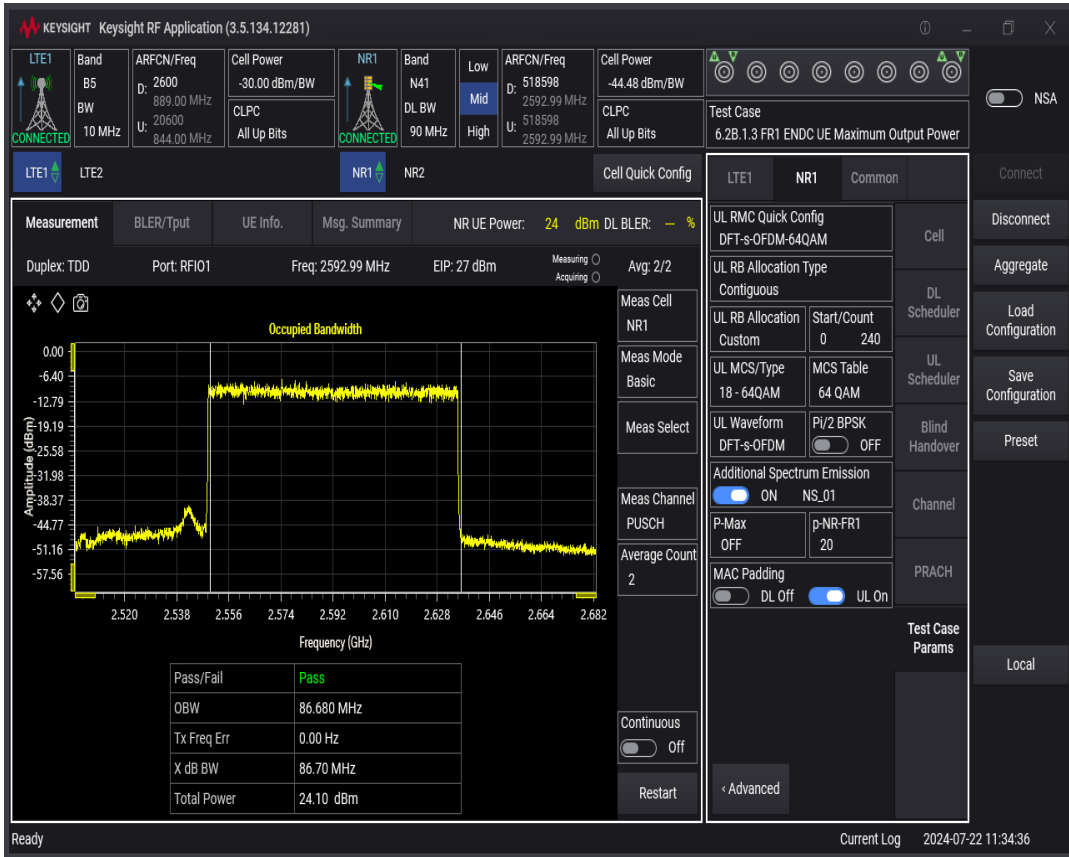 KEYSIGHT Keysight RF Application (3.5.134.12281)
LTE1
CONNECTED
Band
B5
BW
10 MHz
ARFCN/Freq
D: 2600
889.00 MHz
U: 20600
844.00 MHz
Cell Power
-30.00 dBm/BW
CLPC
All Up Bits
NR1
CONNECTED
Band
N41
DL BW
90 MHz
Low
Mid
High
ARFCN/Freq
D: 518598
2592.99 MHz
U: 518598
2592.99 MHz
Cell Power
-44.48 dBm/BW
CLPC
All Up Bits
Test Case
6.2B.1.3 FR1 ENDC UE Maximum Output Power
NSA
LTE1 LTE2
NR1 NR2
Cell Quick Config
Measurement BLER/Tput UE Info. Msg. Summary NR UE Power: 24 dBm DL BLER: --- %
Duplex: TDD Port: RFIO1 Freq: 2592.99 MHz EIP: 27 dBm Measuring Avg: 2/2
Acquiring
Occupied Bandwidth
Amplitude (dBm)
0.00
-6.40
-12.79
-19.19
-25.58
-31.98
-38.37
-44.77
-51.16
-57.56
2.520 2.538 2.556 2.574 2.592 2.610 2.628 2.646 2.664 2.682
Frequency (GHz)
Pass/Fail Pass
OBW 86.680 MHz
Tx Freq Err 0.00 Hz
X dB BW 86.70 MHz
Total Power 24.10 dBm
Meas Cell
NR1
Meas Mode
Basic
Meas Select
Meas Channel
PUSCH
Average Count
2
Continuous
Off
Restart
LTE1 NR1 Common
UL RMC Quick Config
DFT-s-OFDM-64QAM
UL RB Allocation Type
Contiguous
UL RB Allocation
Custom
Start/Count
0 240
UL MCS/Type
18 - 64QAM
MCS Table
64 QAM
UL Waveform
DFT-s-OFDM
Pi/2 BPSK
OFF
Additional Spectrum Emission
ON NS_01
P-Max
OFF
p-NR-FR1
20
MAC Padding
DL Off UL On
‹ Advanced
Cell
DL
Scheduler
UL
Scheduler
Blind
Handover
Channel
PRACH
Test Case
Params
Connect
Disconnect
Aggregate
Load
Configuration
Save
Configuration
Preset
Local
Ready Current Log 2024-07-22 11:34:36